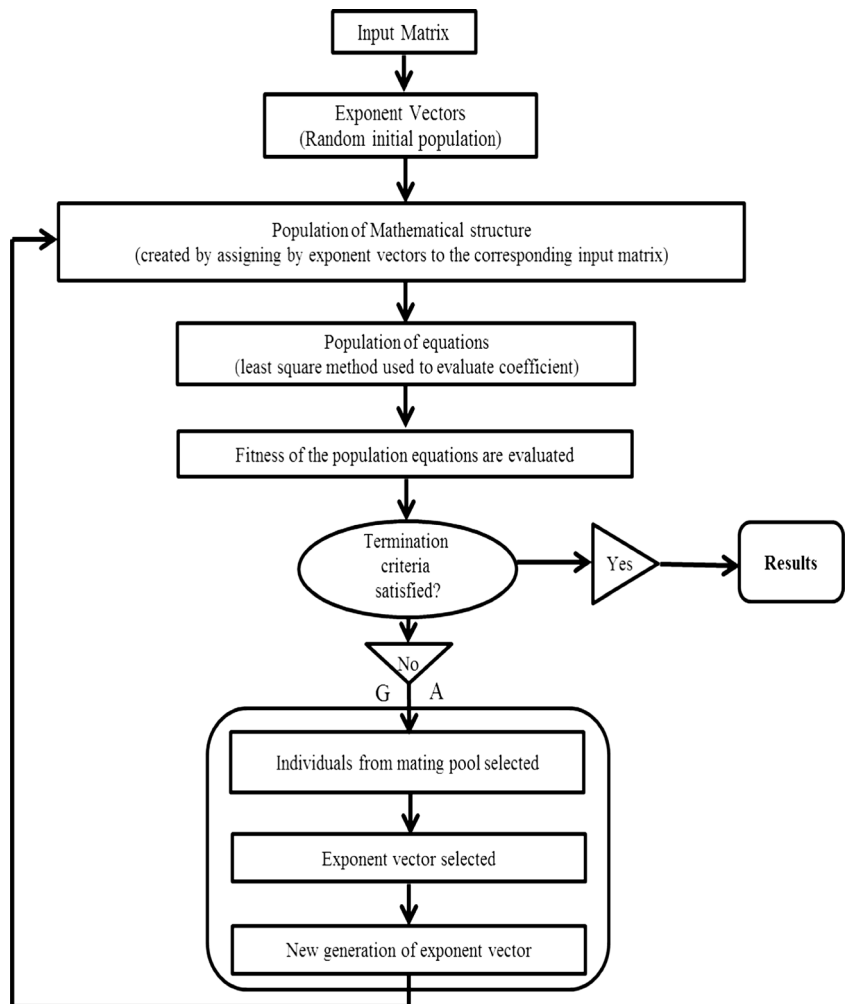 Input Matrix
Exponent Vectors
(Random initial population)
Population of Mathematical structure
(created by assigning by exponent vectors to the corresponding input matrix)
Population of equations
(least square method used to evaluate coefficient)
Fitness of the population equations are evaluated
Termination
criteria
satisfied?
Yes
Results
No
G A
Individuals from mating pool selected
Exponent vector selected
New generation of exponent vector